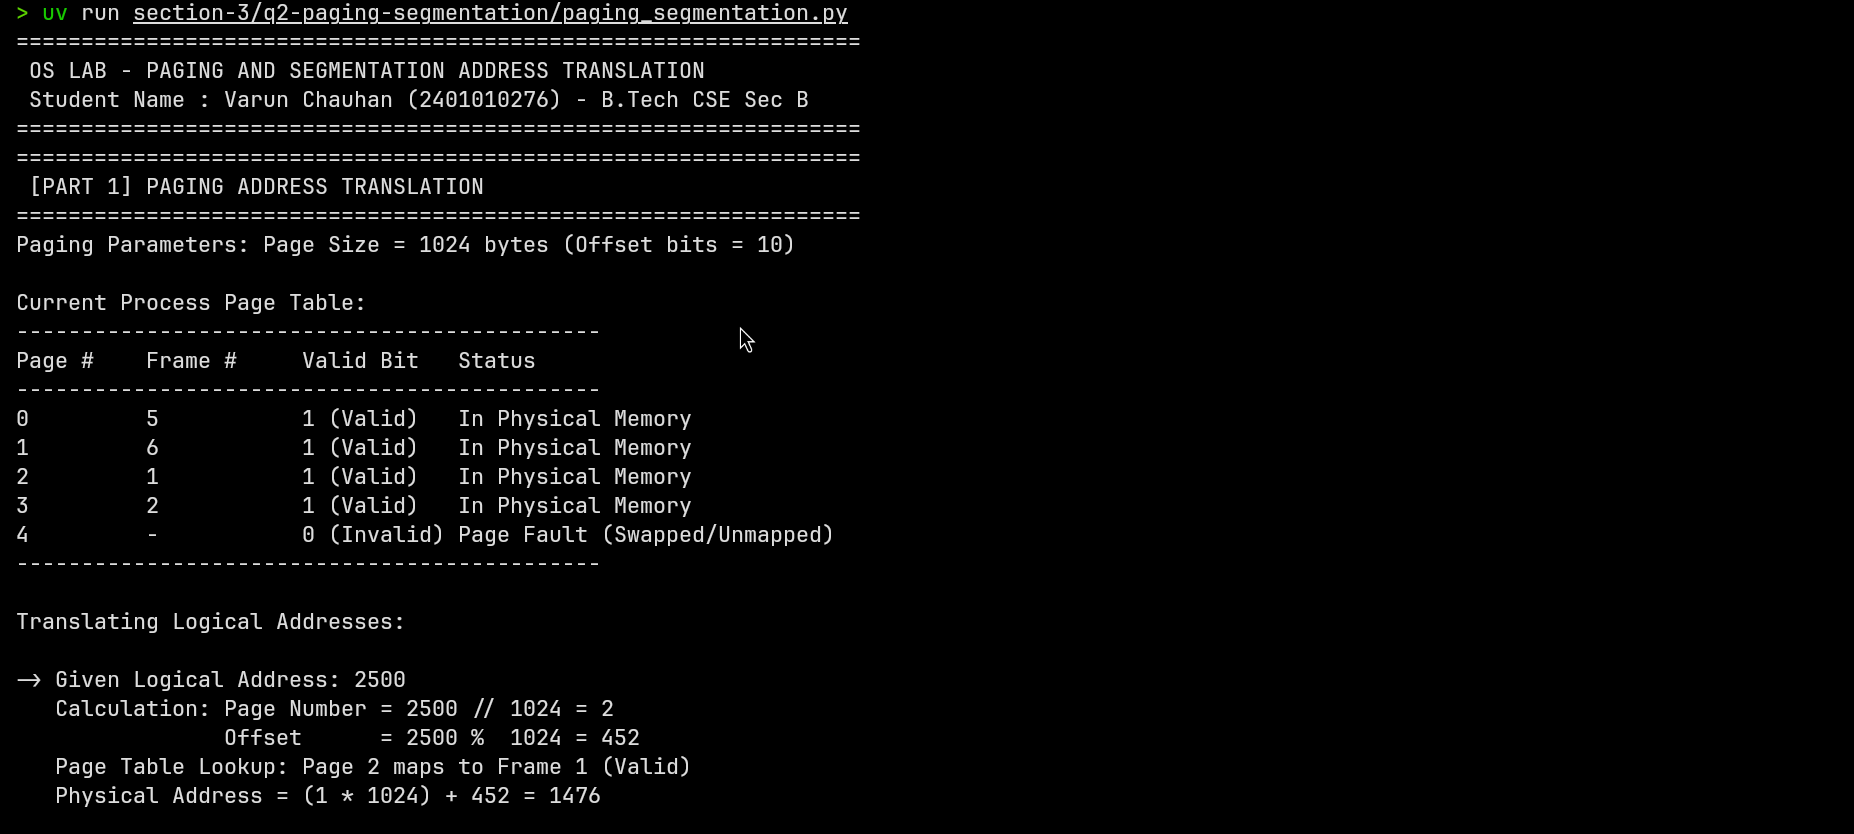 > uv run section-3/q2-paging-segmentation/paging_segmentation.py
=================================================================
 OS LAB - PAGING AND SEGMENTATION ADDRESS TRANSLATION
 Student Name : Varun Chauhan (2401010276) - B.Tech CSE Sec B
=================================================================
=================================================================
 [PART 1] PAGING ADDRESS TRANSLATION
=================================================================
Paging Parameters: Page Size = 1024 bytes (Offset bits = 10)

Current Process Page Table:
---------------------------------------------
Page #    Frame #     Valid Bit   Status
---------------------------------------------
0         5           1 (Valid)   In Physical Memory
1         6           1 (Valid)   In Physical Memory
2         1           1 (Valid)   In Physical Memory
3         2           1 (Valid)   In Physical Memory
4         -           0 (Invalid) Page Fault (Swapped/Unmapped)
---------------------------------------------

Translating Logical Addresses:

-> Given Logical Address: 2500
   Calculation: Page Number = 2500 // 1024 = 2
                Offset      = 2500 %  1024 = 452
   Page Table Lookup: Page 2 maps to Frame 1 (Valid)
   Physical Address = (1 * 1024) + 452 = 1476